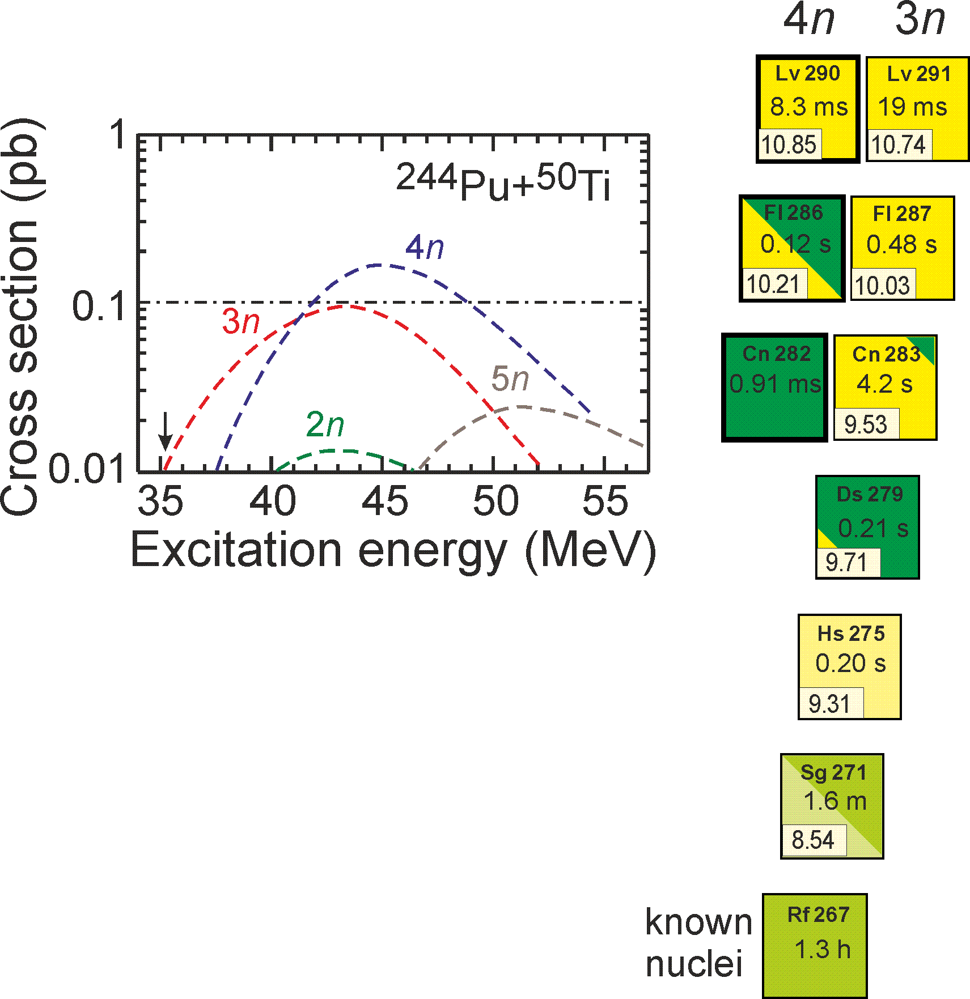 4n 3n
Lv 290
8.3 ms
10.85
Lv 291
19 ms
10.74
Cross section (pb)
1
0.1
0.01
²⁴⁴Pu+⁵⁰Ti
4n
3n
5n
2n
35 40 45 50 55
Excitation energy (MeV)
Fl 286
0.12 s
10.21
Fl 287
0.48 s
10.03
Cn 282
0.91 ms
Cn 283
4.2 s
9.53
Ds 279
0.21 s
9.71
Hs 275
0.20 s
9.31
Sg 271
1.6 m
8.54
known
nuclei
Rf 267
1.3 h